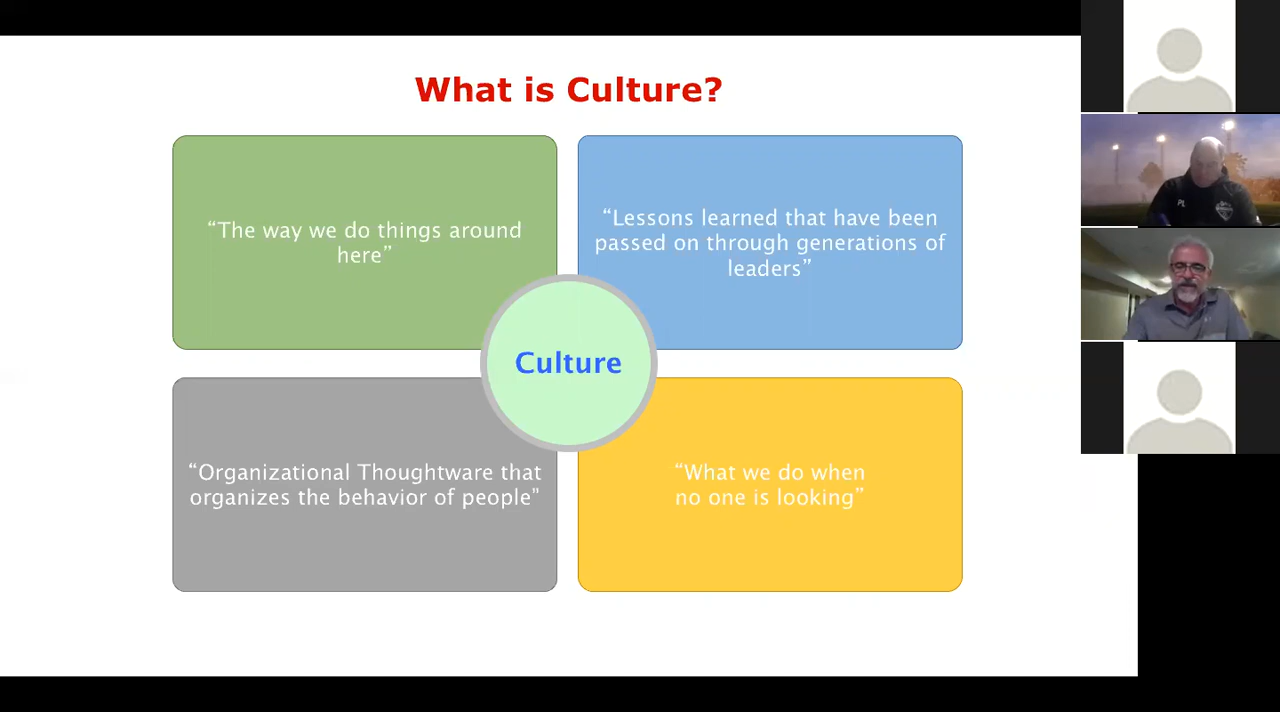 What is Culture?
“The way we do things around
here”
“Lessons learned that have been
passed on through generations of
leaders”
Culture
“Organizational Thoughtware that
organizes the behavior of people"
“What we do when
no one is looking”
PL